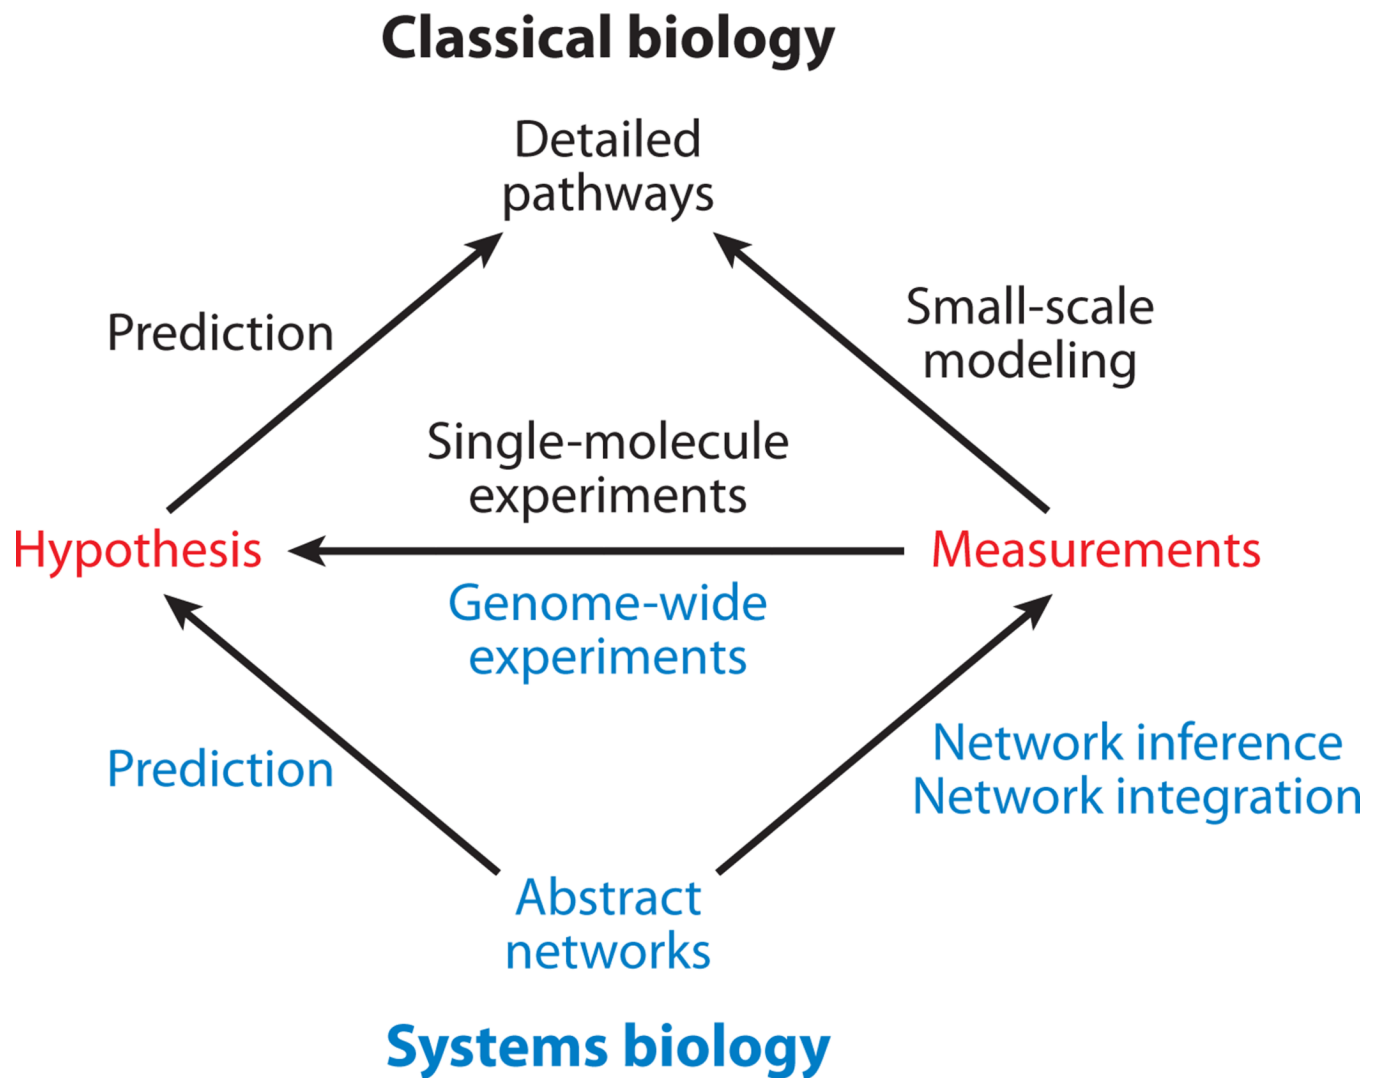 Classical biology
Detailed
pathways
Prediction
Small-scale
modeling
Single-molecule
experiments
Hypothesis
Measurements
Genome-wide
experiments
Prediction
Network inference
Network integration
Abstract
networks
Systems biology